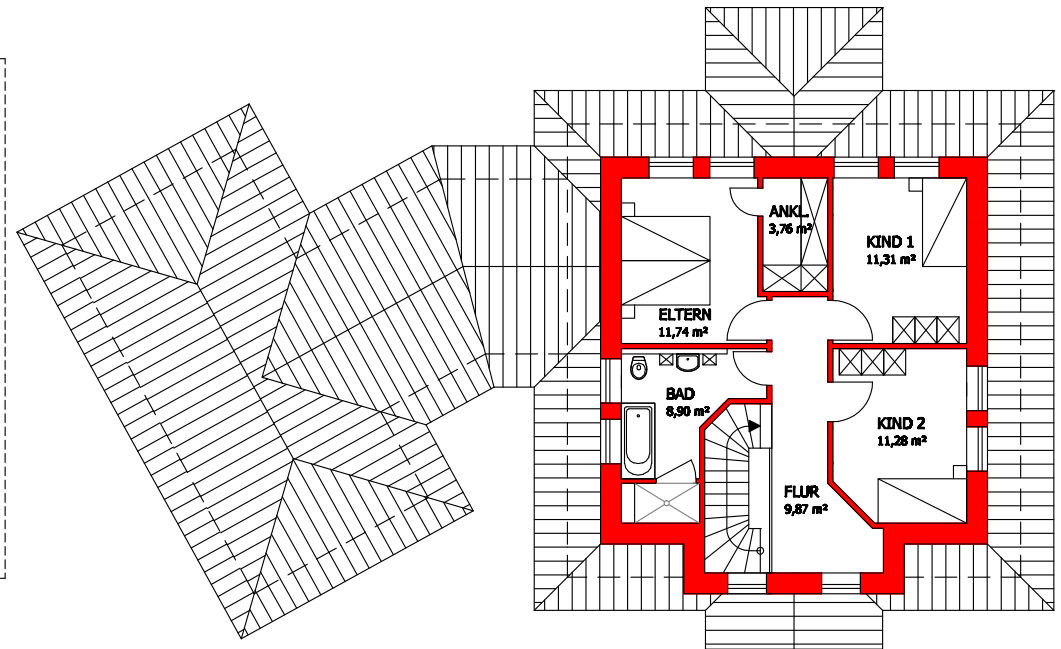 ANKL.
3,76 m²
KIND 1
11,31 m²
ELTERN
11,74 m²
BAD
8,90 m²
KIND 2
11,28 m²
FLUR
9,87 m²